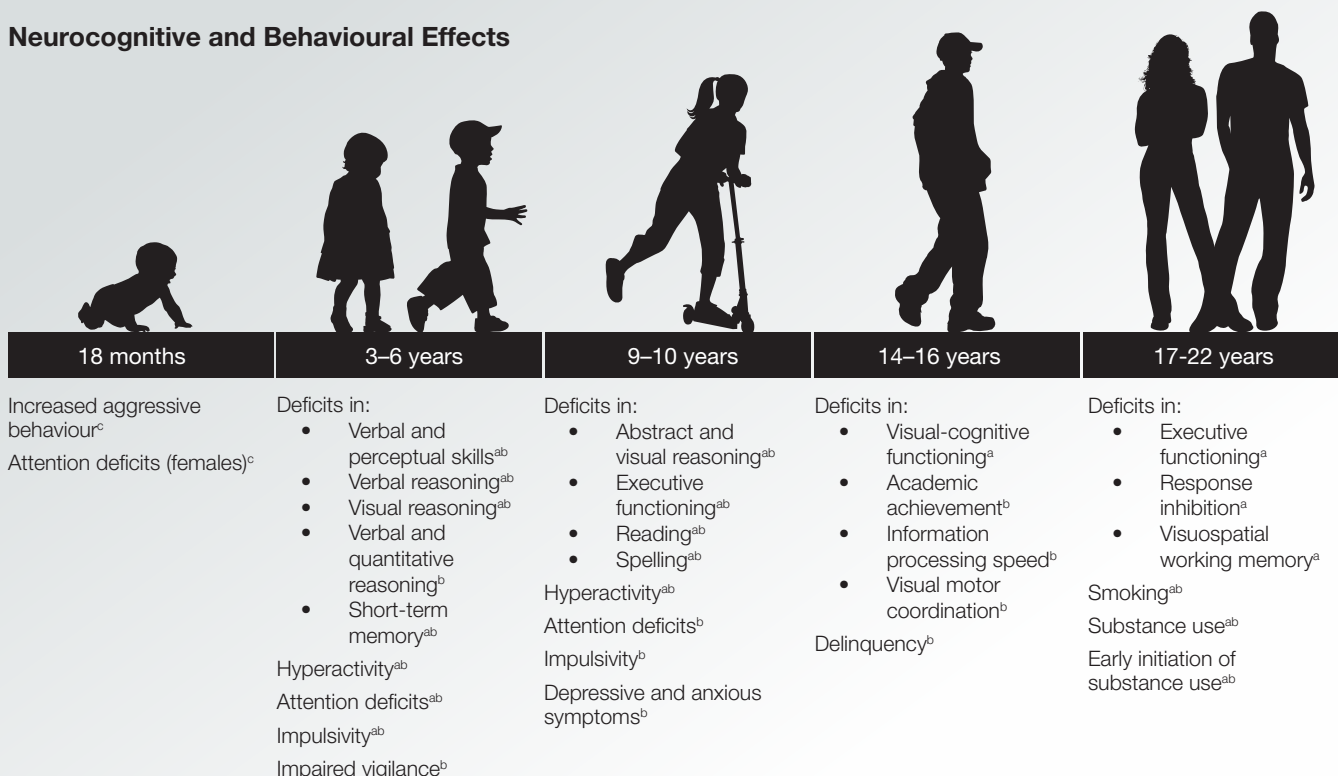 Neurocognitive and Behavioural Effects
18 months
3–6 years
9–10 years
14–16 years
17-22 years
Increased aggressive
behaviourᶜ
Attention deficits (females)ᶜ
Deficits in:
• Verbal and
perceptual skillsᵃᵇ
• Verbal reasoningᵃᵇ
• Visual reasoningᵃᵇ
• Verbal and
quantitative
reasoningᵇ
• Short-term
memoryᵃᵇ
Hyperactivityᵃᵇ
Attention deficitsᵃᵇ
Impulsivityᵃᵇ
Impaired vigilanceᵇ
Deficits in:
• Abstract and
visual reasoningᵃᵇ
• Executive
functioningᵃᵇ
• Readingᵃᵇ
• Spellingᵃᵇ
Hyperactivityᵃᵇ
Attention deficitsᵇ
Impulsivityᵇ
Depressive and anxious
symptomsᵇ
Deficits in:
• Visual-cognitive
functioningᵃ
• Academic
achievementᵇ
• Information
processing speedᵇ
• Visual motor
coordinationᵇ
Delinquencyᵇ
Deficits in:
• Executive
functioningᵃ
• Response
inhibitionᵃ
• Visuospatial
working memoryᵃ
Smokingᵃᵇ
Substance useᵃᵇ
Early initiation of
substance useᵃᵇ